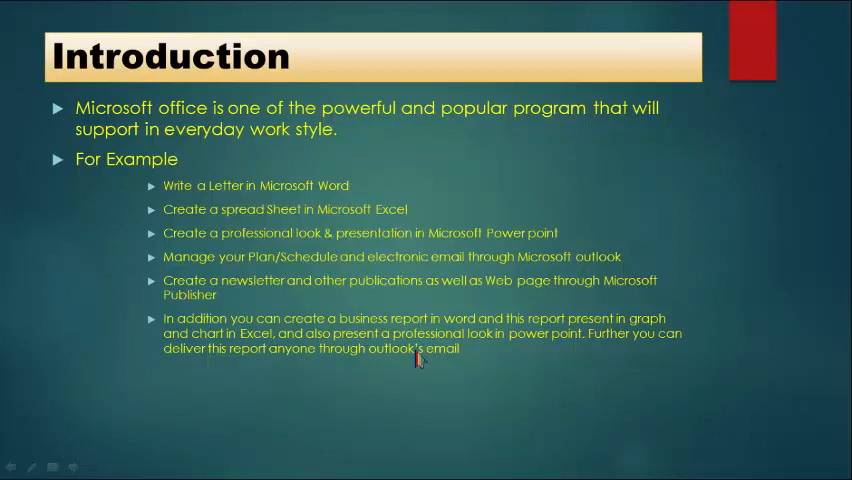 Introduction
Microsoft office is one of the powerful and popular program that will
support in everyday work style.
For Example
Write a Letter in Microsoft Word
Create a spread Sheet in Microsoft Excel
Create a professional look & presentation in Microsoft Power point
Manage your Plan/Schedule and electronic email through Microsoft outlook
Create a newsletter and other publications as well as Web page through Microsoft
Publisher
In addition you can create a business report in word and this report present in graph
and chart in Excel, and also present a professional look in power point. Further you can
deliver this report anyone through outlook's email